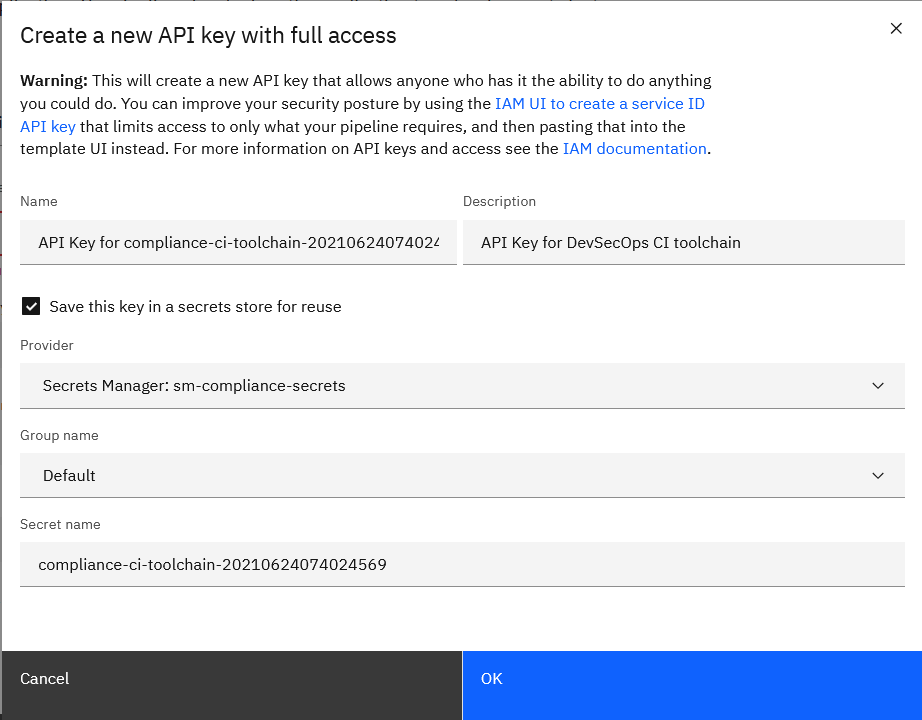 Create a new API key with full access
Warning: This will create a new API key that allows anyone who has it the ability to do anything
you could do. You can improve your security posture by using the IAM UI to create a service ID
API key that limits access to only what your pipeline requires, and then pasting that into the
template UI instead. For more information on API keys and access see the IAM documentation.
Name
Description
API Key for compliance-ci-toolchain-20210624074024
API Key for DevSecOps CI toolchain
Save this key in a secrets store for reuse
Provider
Secrets Manager: sm-compliance-secrets
Group name
Default
Secret name
compliance-ci-toolchain-20210624074024569
Cancel
OK